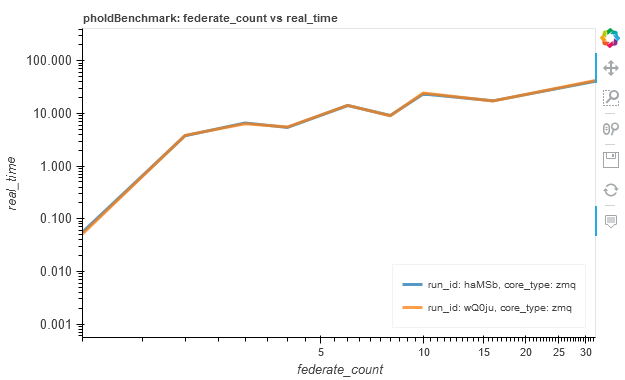 pholdBenchmark: federate_count vs real_time
100.000
10.000
1.000
0.100
0.010
0.001
real_time
run_id: haMSb, core_type: zmq
run_id: wQ0ju, core_type: zmq
5 10 15 20 25 30
federate_count